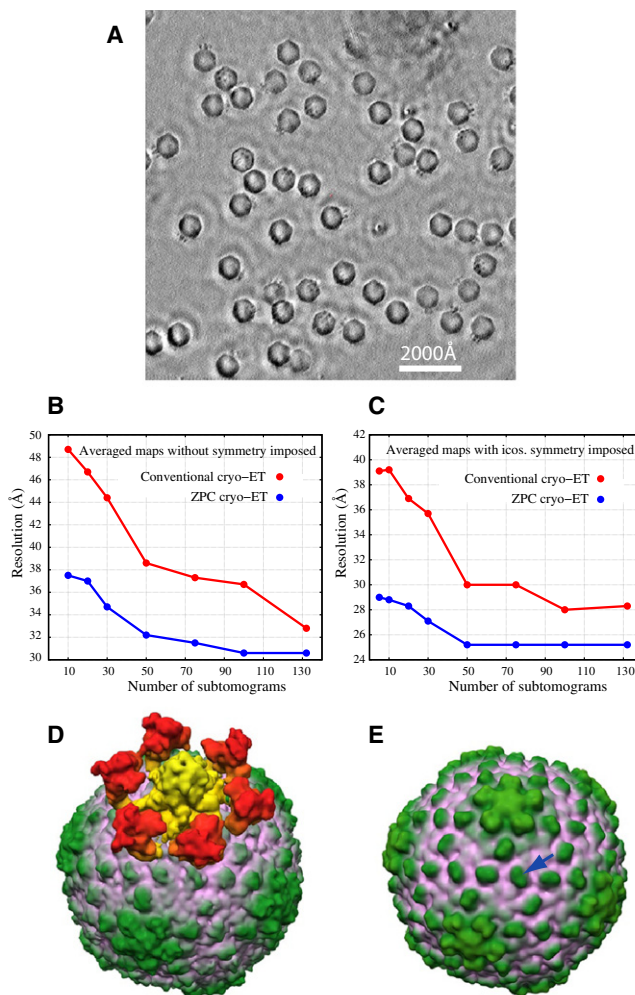 A
2000Å
B
C
50
48
46
44
42
40
38
36
34
32
30
Averaged maps without symmetry imposed
Conventional cryo-ET
ZPC cryo-ET
Resolution (Å)
10 30 50 70 90 110 130
Number of subtomograms
42
40
38
36
34
32
30
28
26
24
Averaged maps with icos. symmetry imposed
Conventional cryo-ET
ZPC cryo-ET
Resolution (Å)
10 30 50 70 90 110 130
Number of subtomograms
D
E